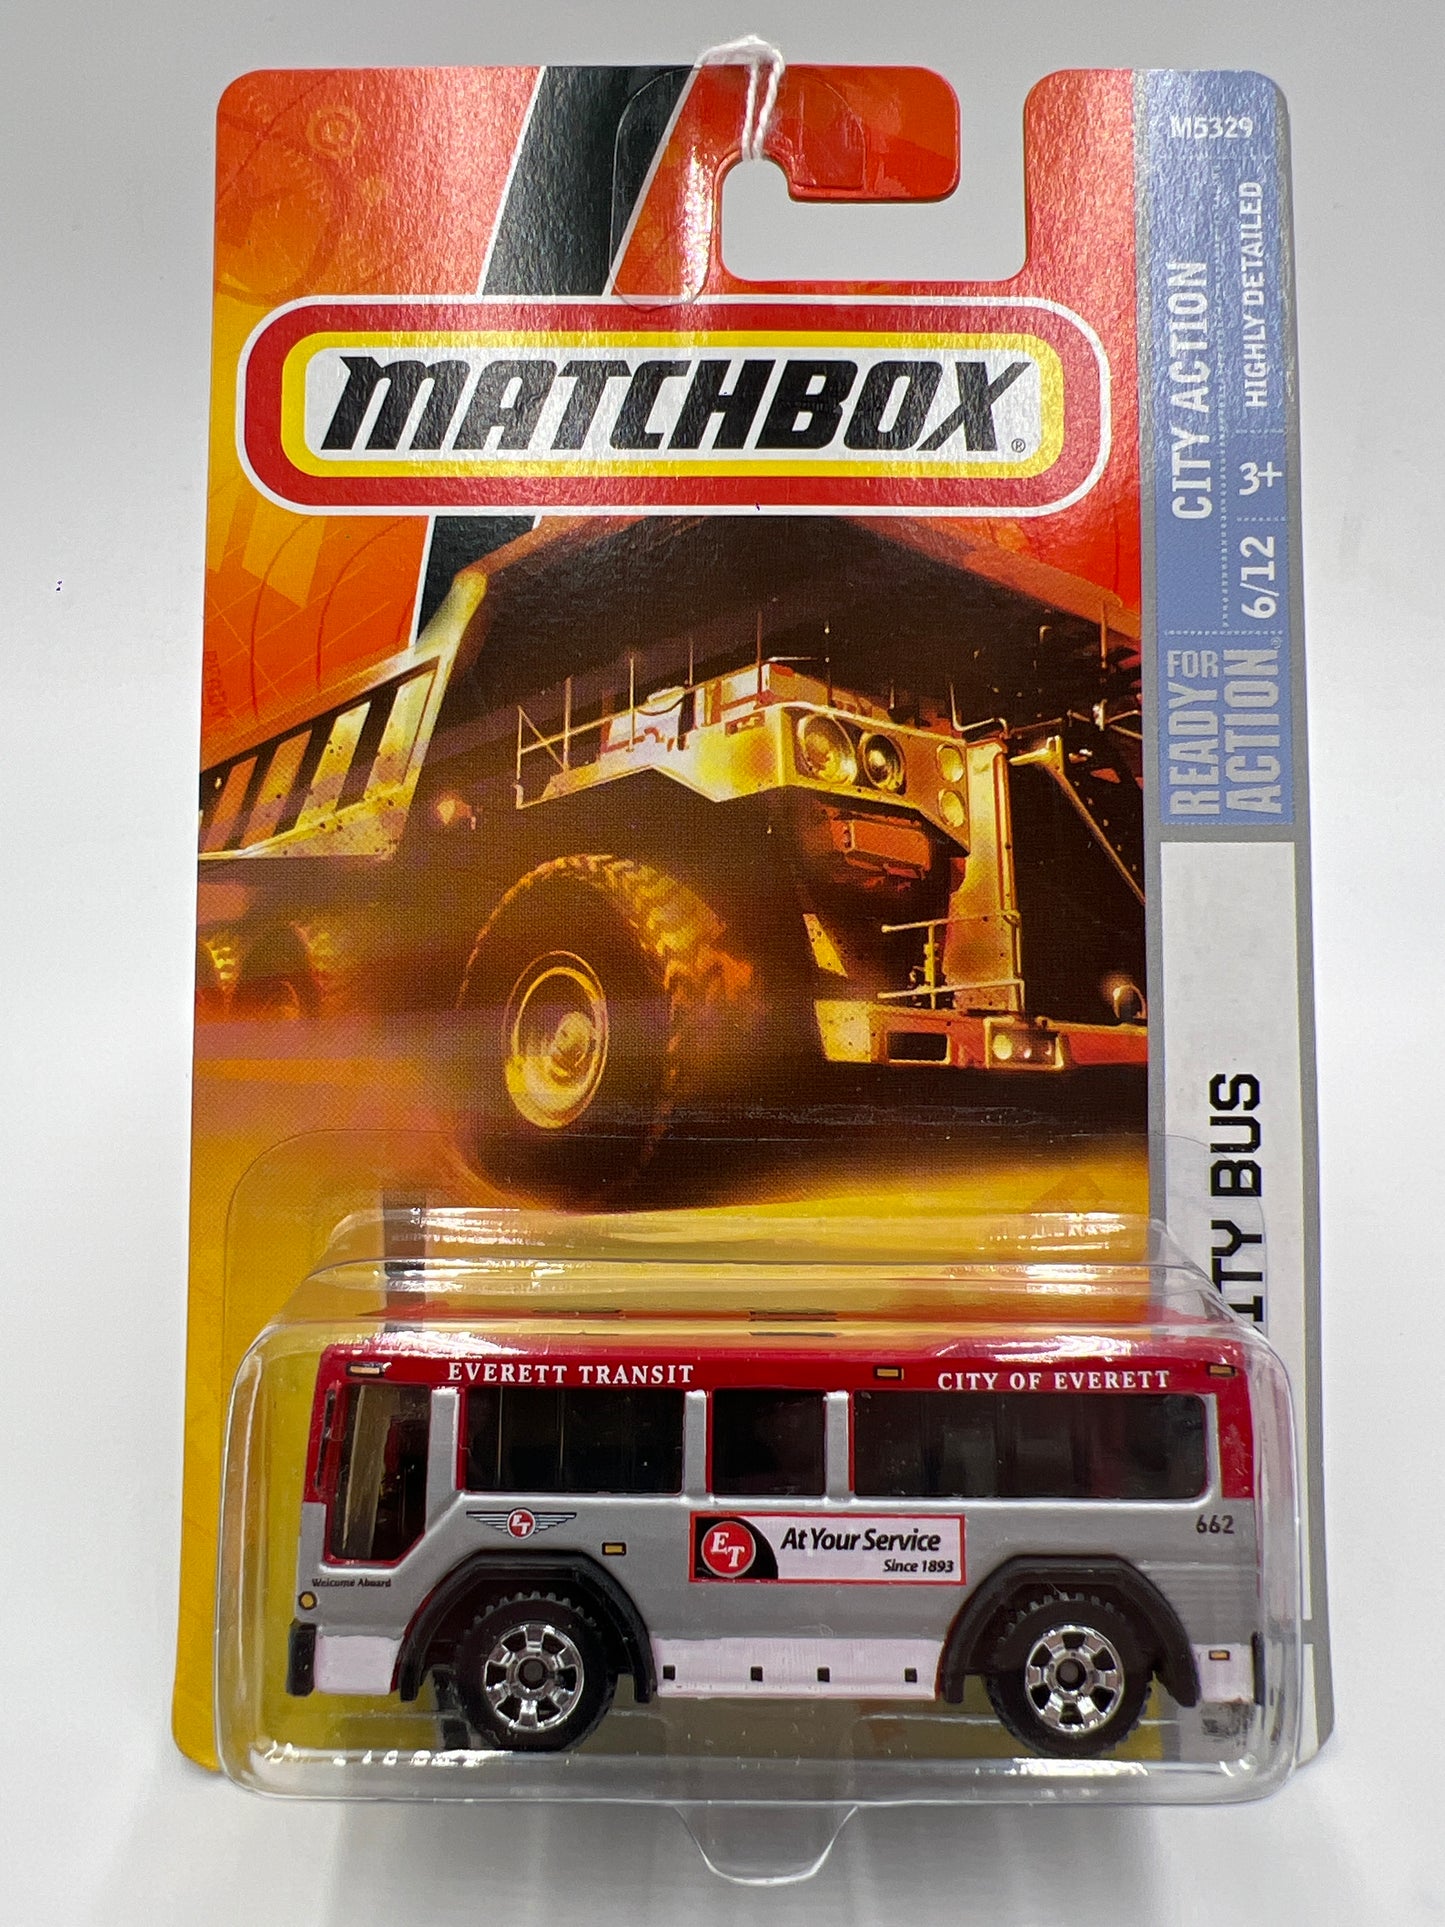 MATCHBOX®
M5329
CITY ACTION
HIGHLY DETAILED
6/12 3+
READY FOR
ACTION®
ITY BUS
EVERETT TRANSIT
CITY OF EVERETT
ET
ET
At Your Service
Since 1893
662
Welcome Aboard